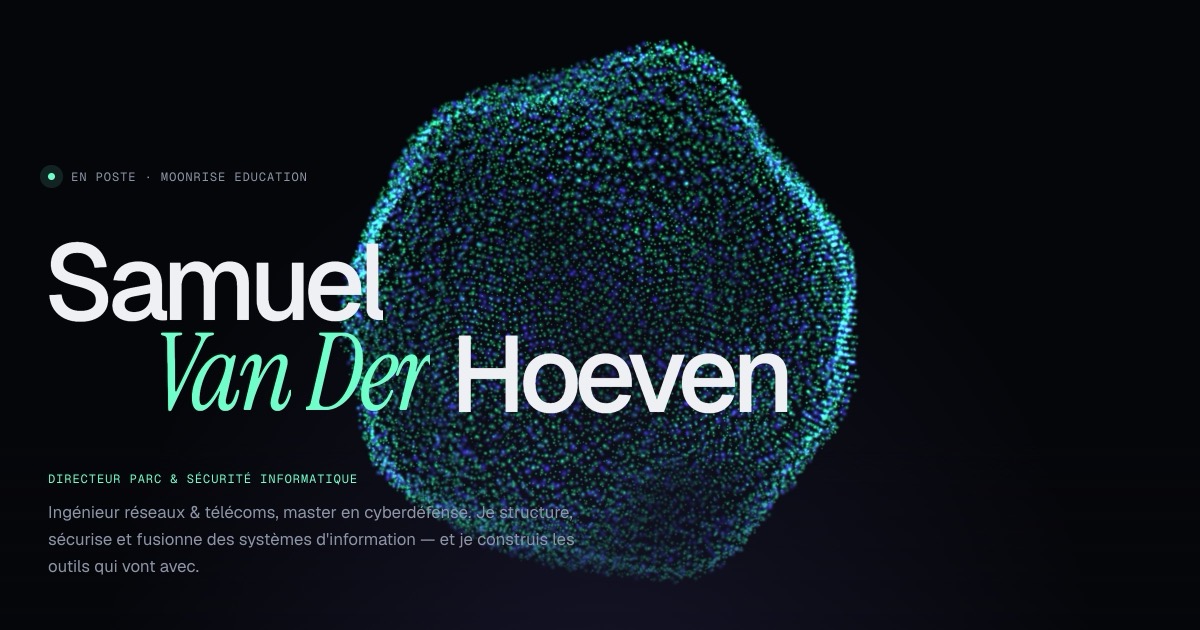 EN POSTE · MOONRISE EDUCATION
Samuel
Van Der Hoeven
DIRECTEUR PARC & SÉCURITÉ INFORMATIQUE
Ingénieur réseaux & télécoms, master en cyberdéfense. Je structure,
sécurise et fusionne des systèmes d'information — et je construis les
outils qui vont avec.